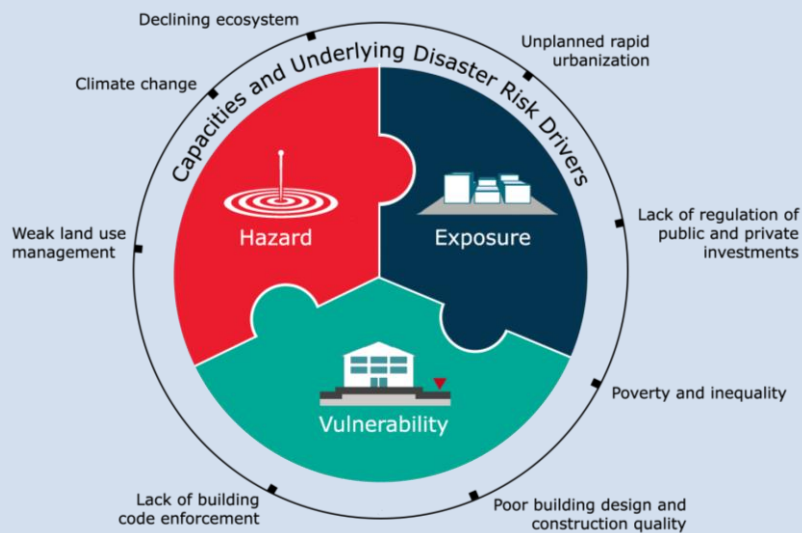 Capacities and Underlying Disaster Risk Drivers
Declining ecosystem
Unplanned rapid
urbanization
Climate change
Lack of regulation of
public and private
investments
Weak land use
management
Hazard
Exposure
Poverty and inequality
Vulnerability
Lack of building
code enforcement
Poor building design and
construction quality